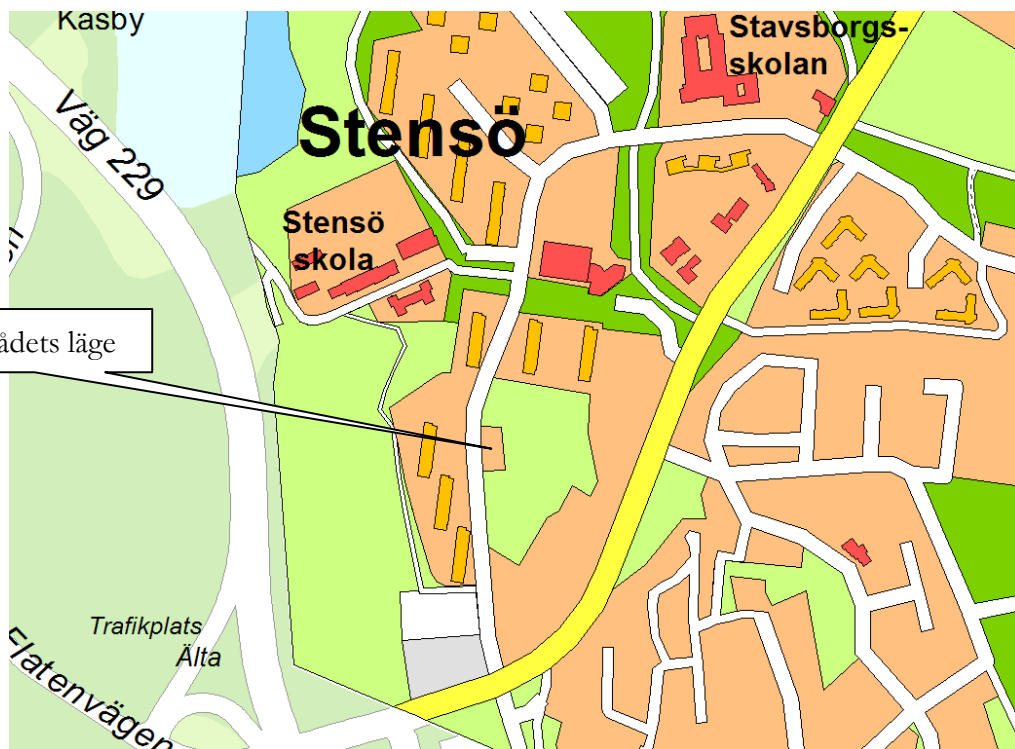 Kasby
Stavsborgs-
skolan
Väg 229
Stensö
Stensö
skola
ådets läge
Trafikplats
Älta
Flatenvägen